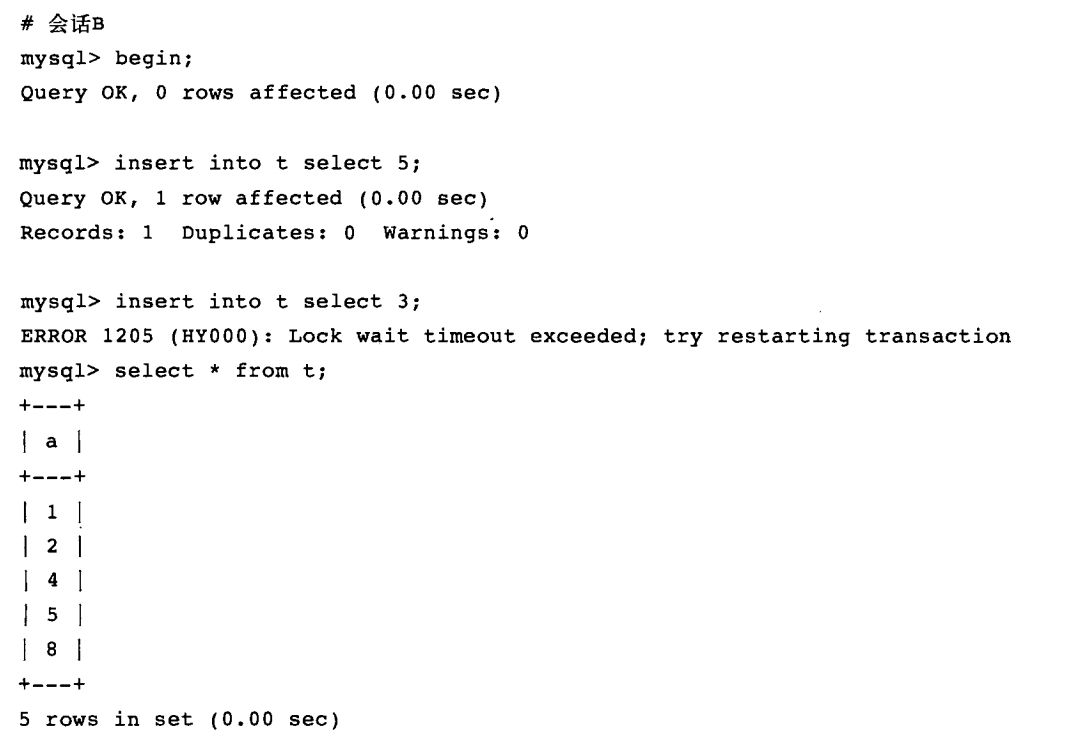 # 会话B
mysql> begin;
Query OK, 0 rows affected (0.00 sec)
mysql> insert into t select 5;
Query OK, 1 row affected (0.00 sec)
Records: 1  Duplicates: 0  Warnings: 0
mysql> insert into t select 3;
ERROR 1205 (HY000): Lock wait timeout exceeded; try restarting transaction
mysql> select * from t;
+---+
| a |
+---+
| 1 |
| 2 |
| 4 |
| 5 |
| 8 |
+---+
5 rows in set (0.00 sec)